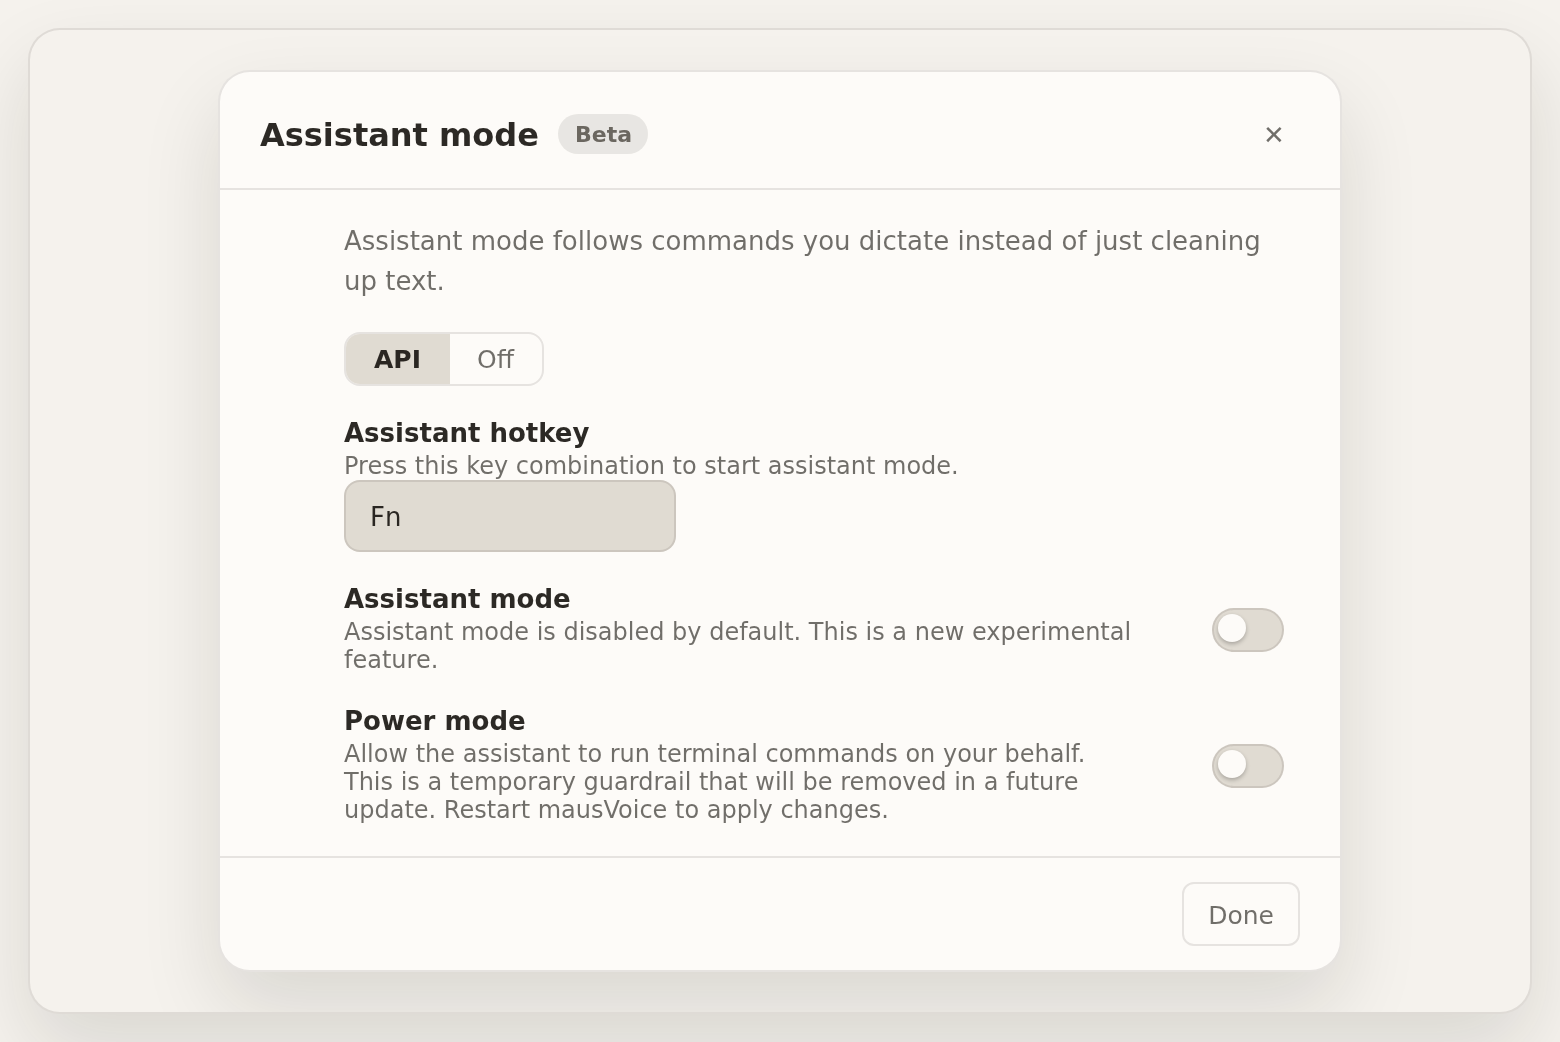 Assistant mode Beta ✕
Assistant mode follows commands you dictate instead of just cleaning
up text.
API Off
Assistant hotkey
Press this key combination to start assistant mode.
Fn
Assistant mode
Assistant mode is disabled by default. This is a new experimental
feature.
Power mode
Allow the assistant to run terminal commands on your behalf.
This is a temporary guardrail that will be removed in a future
update. Restart mausVoice to apply changes.
Done